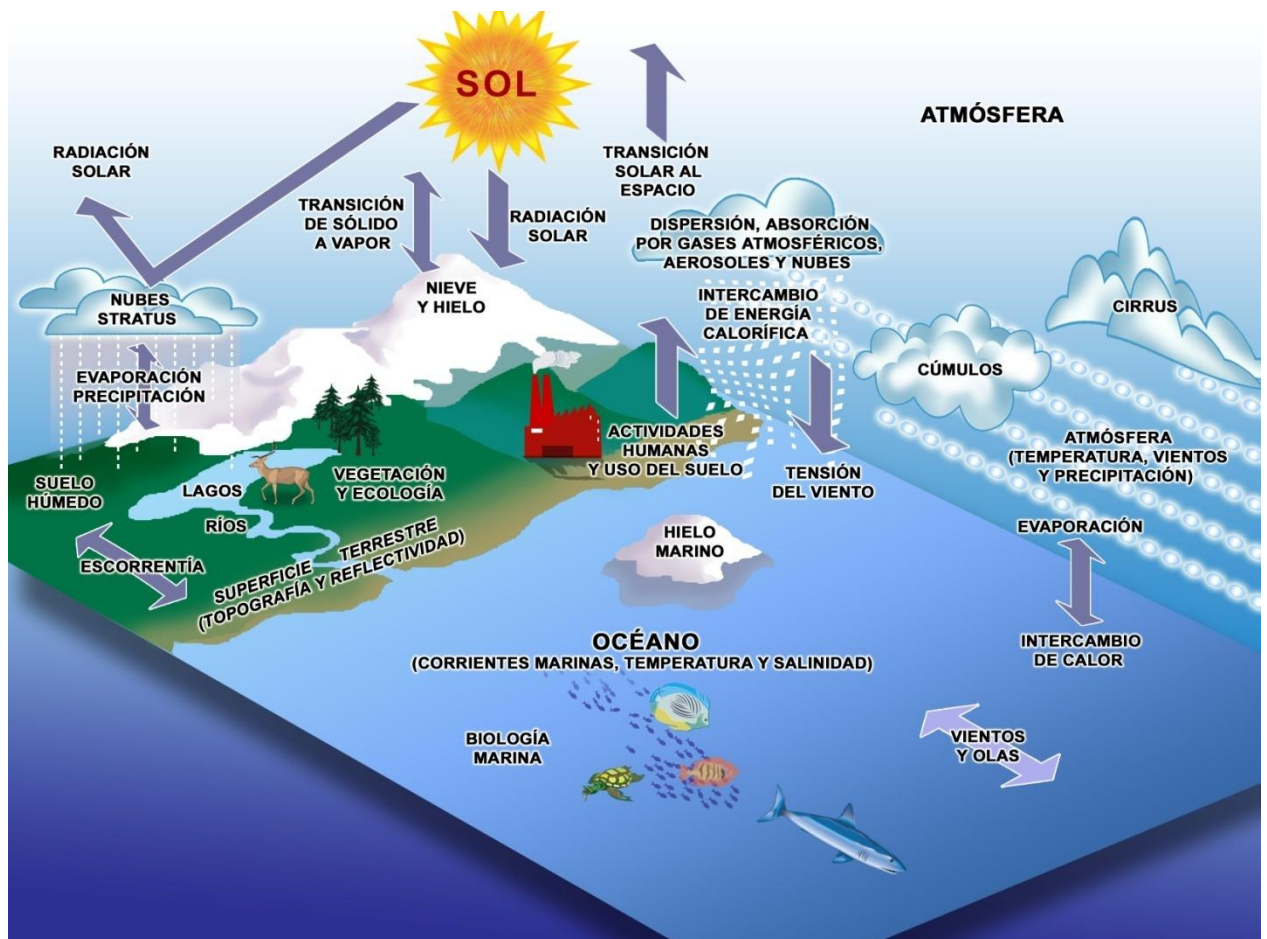 SOL
ATMÓSFERA
RADIACIÓN
SOLAR
TRANSICIÓN
SOLAR AL
ESPACIO
TRANSICIÓN
DE SÓLIDO
A VAPOR
RADIACIÓN
SOLAR
DISPERSIÓN, ABSORCIÓN
POR GASES ATMOSFÉRICOS,
AEROSOLES Y NUBES
NUBES
STRATUS
NIEVE
Y HIELO
INTERCAMBIO
DE ENERGÍA
CALORÍFICA
CIRRUS
CÚMULOS
EVAPORACIÓN
PRECIPITACIÓN
ACTIVIDADES
HUMANAS
Y USO DEL SUELO
ATMÓSFERA
(TEMPERATURA, VIENTOS
Y PRECIPITACIÓN)
TENSIÓN
DEL VIENTO
SUELO
HÚMEDO
LAGOS
VEGETACIÓN
Y ECOLOGÍA
RÍOS
EVAPORACIÓN
HIELO
MARINO
ESCORRENTÍA
SUPERFICIE TERRESTRE
(TOPOGRAFÍA Y REFLECTIVIDAD)
OCÉANO
(CORRIENTES MARINAS, TEMPERATURA Y SALINIDAD)
INTERCAMBIO
DE CALOR
BIOLOGÍA
MARINA
VIENTOS
Y OLAS